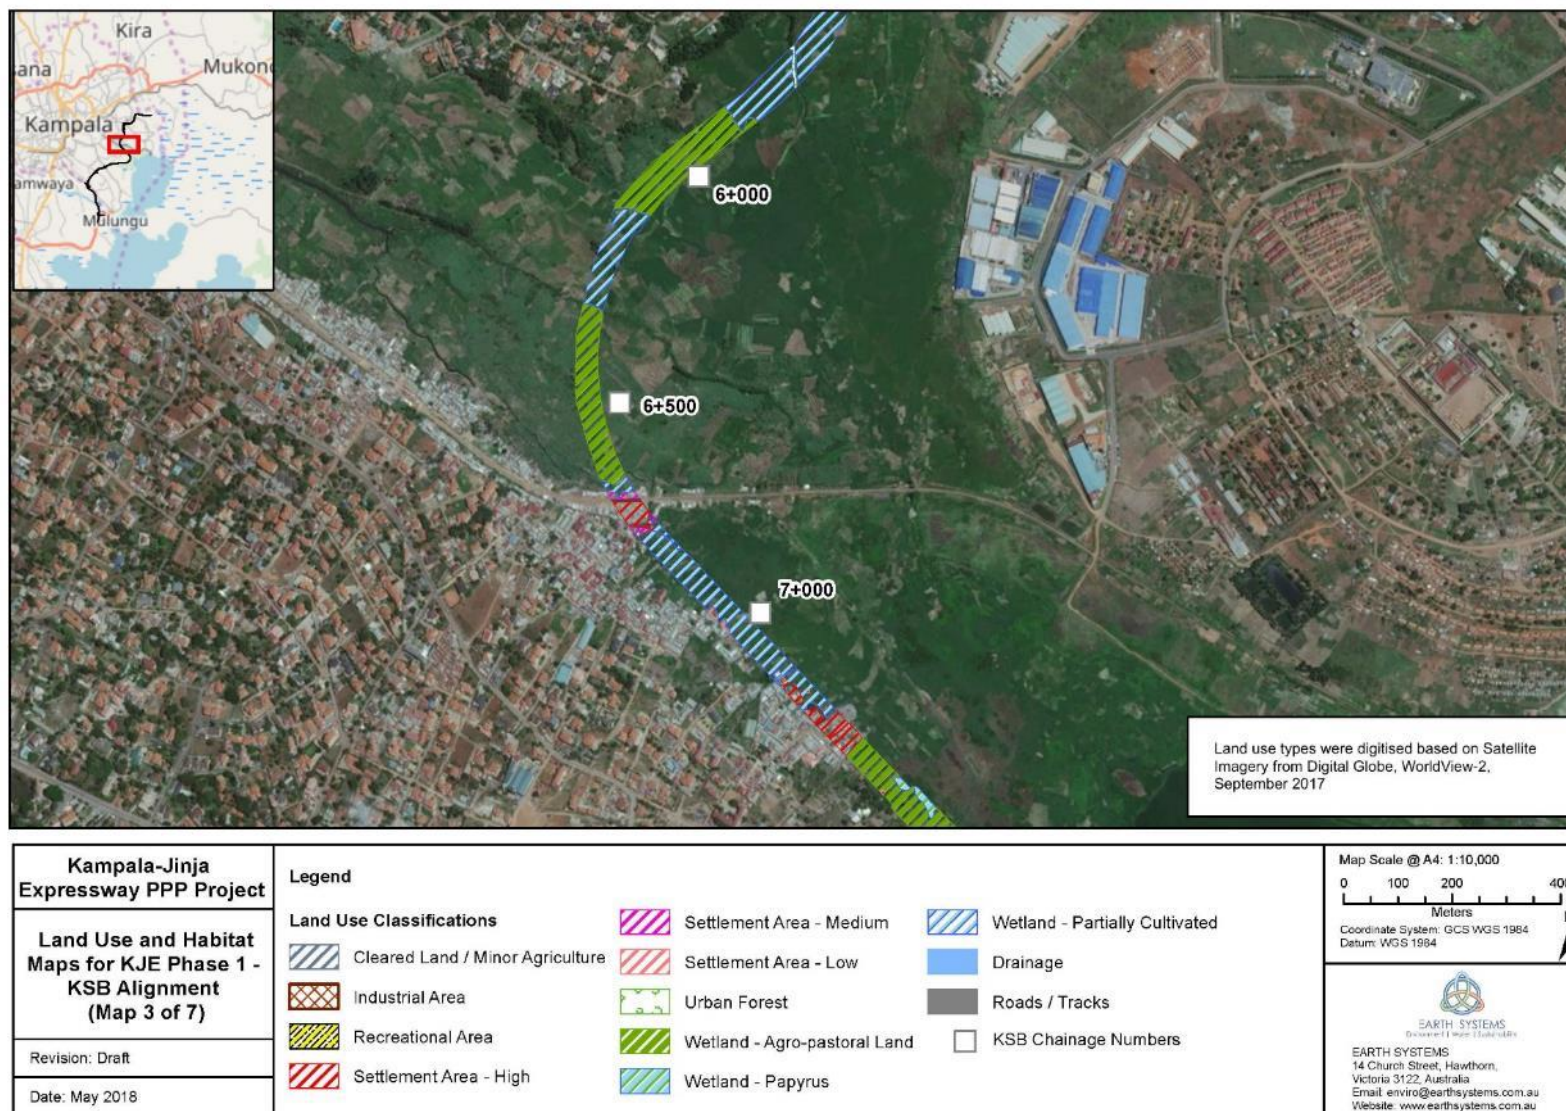 Kira
Mukono
Kampala
amwaya
Mulungu
6+000
6+500
7+000
Land use types were digitised based on Satellite
Imagery from Digital Globe, WorldView-2,
September 2017
Kampala-Jinja
Expressway PPP Project
Land Use and Habitat
Maps for KJE Phase 1 -
KSB Alignment
(Map 3 of 7)
Revision: Draft
Date: May 2018
Legend
Land Use Classifications
Cleared Land / Minor Agriculture
Industrial Area
Recreational Area
Settlement Area - High
Settlement Area - Medium
Settlement Area - Low
Urban Forest
Wetland - Agro-pastoral Land
Wetland - Papyrus
Wetland - Partially Cultivated
Drainage
Roads / Tracks
KSB Chainage Numbers
Map Scale @ A4: 1:10,000
0 100 200 400
Meters
Coordinate System: GCS WGS 1984
Datum: WGS 1984
EARTH SYSTEMS
Environment | Water | Sustainability
EARTH SYSTEMS
14 Church Street, Hawthorn,
Victoria 3122, Australia
Email: enviro@earthsystems.com.au
Website: www.earthsystems.com.au